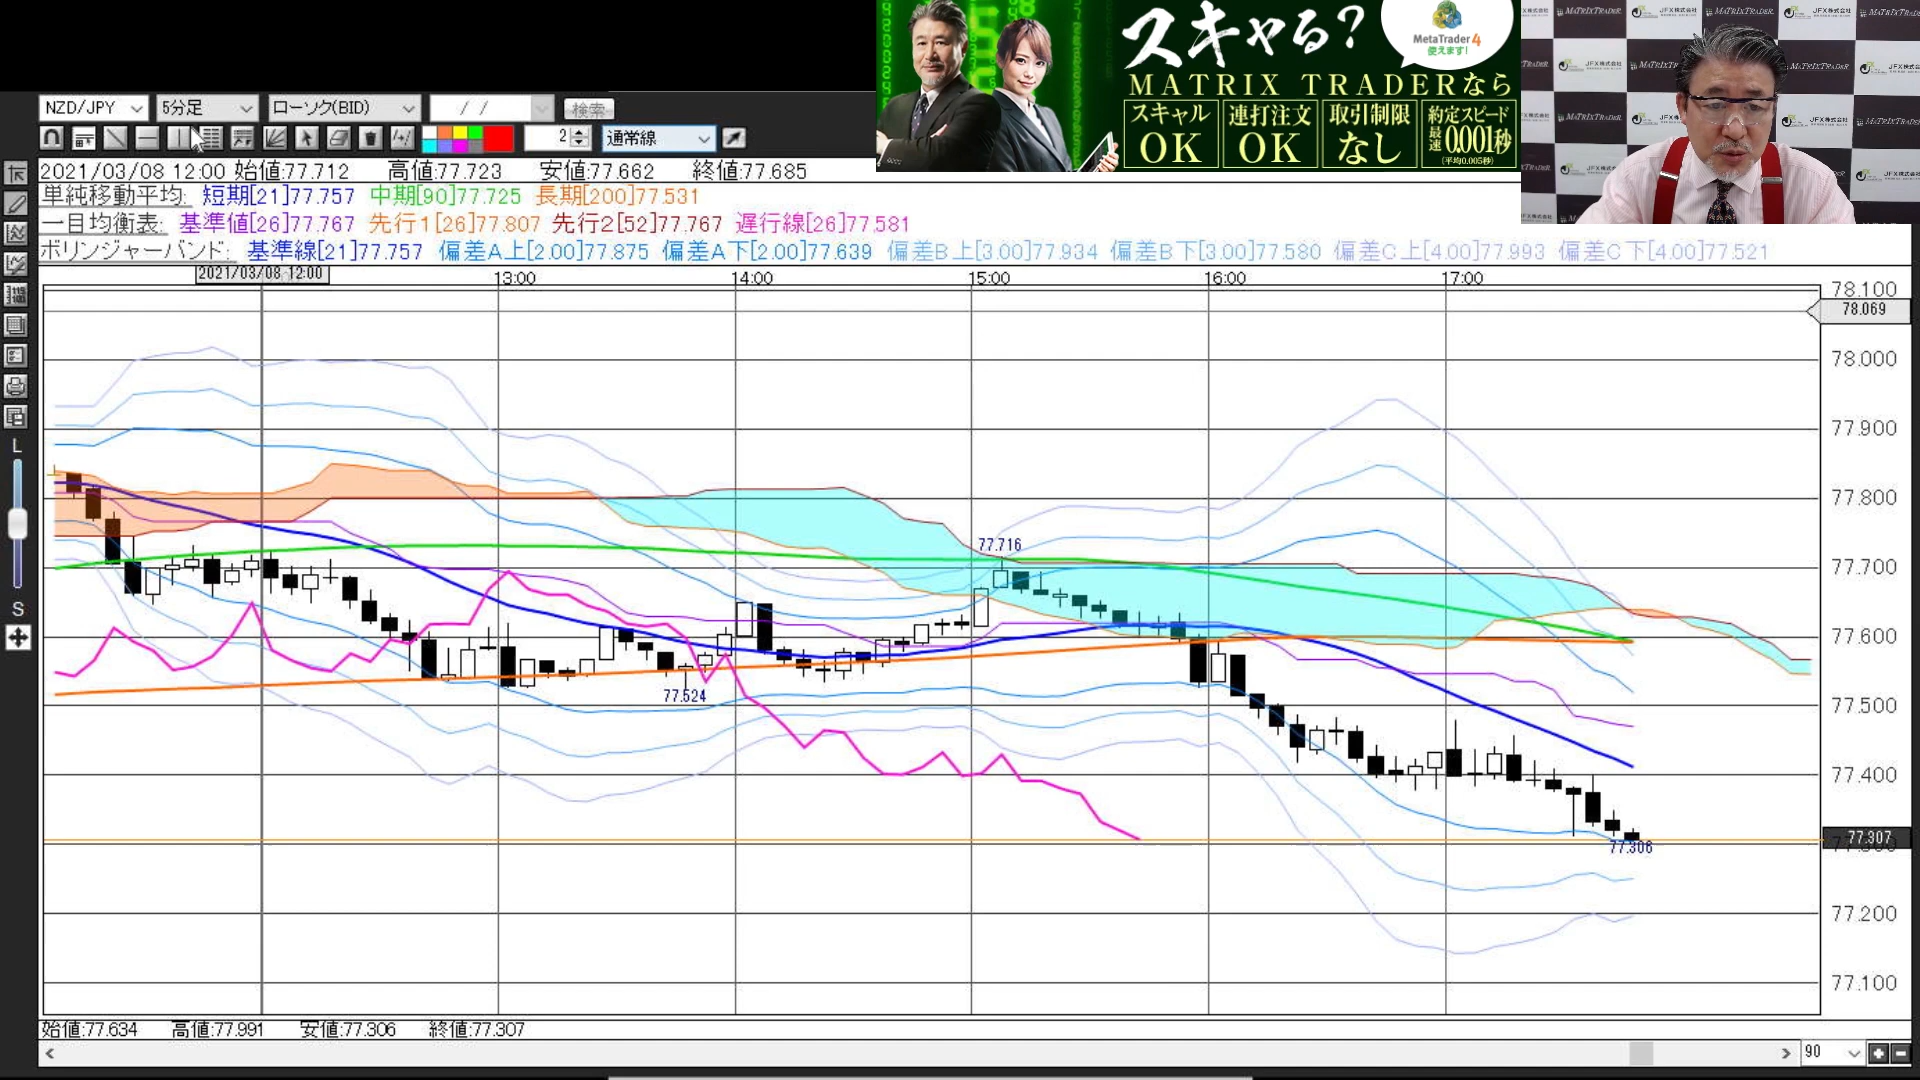 スキャる?
MetaTrader 4
使えます!
MATRIX TRADERなら
スキャル
OK
連打注文
OK
取引制限
なし
約定スピード
最速 0.001秒
(平均0.005秒)
JFX株式会社
MATRIX TRADER
NZD/JPY
5分足
ローソク(BID)
/ /
検索
2
通常線
2021/03/08 12:00 始値:77.712 高値:77.723 安値:77.662 終値:77.685
単純移動平均: 短期[21]77.757 中期[90]77.725 長期[200]77.531
一目均衡表: 基準値[26]77.767 先行1[26]77.807 先行2[52]77.767 遅行線[26]77.581
ボリンジャーバンド: 基準線[21]77.757 偏差A上[2.00]77.875 偏差A下[2.00]77.639 偏差B上[3.00]77.934 偏差B下[3.00]77.580 偏差C上[4.00]77.993 偏差C下[4.00]77.521
2021/03/08 12:00
13:00
14:00
15:00
16:00
17:00
78.100
78.069
78.000
77.900
77.800
77.700
77.600
77.500
77.400
77.307
77.200
77.100
77.716
77.524
77.306
L
S
始値:77.634 高値:77.991 安値:77.306 終値:77.307
90